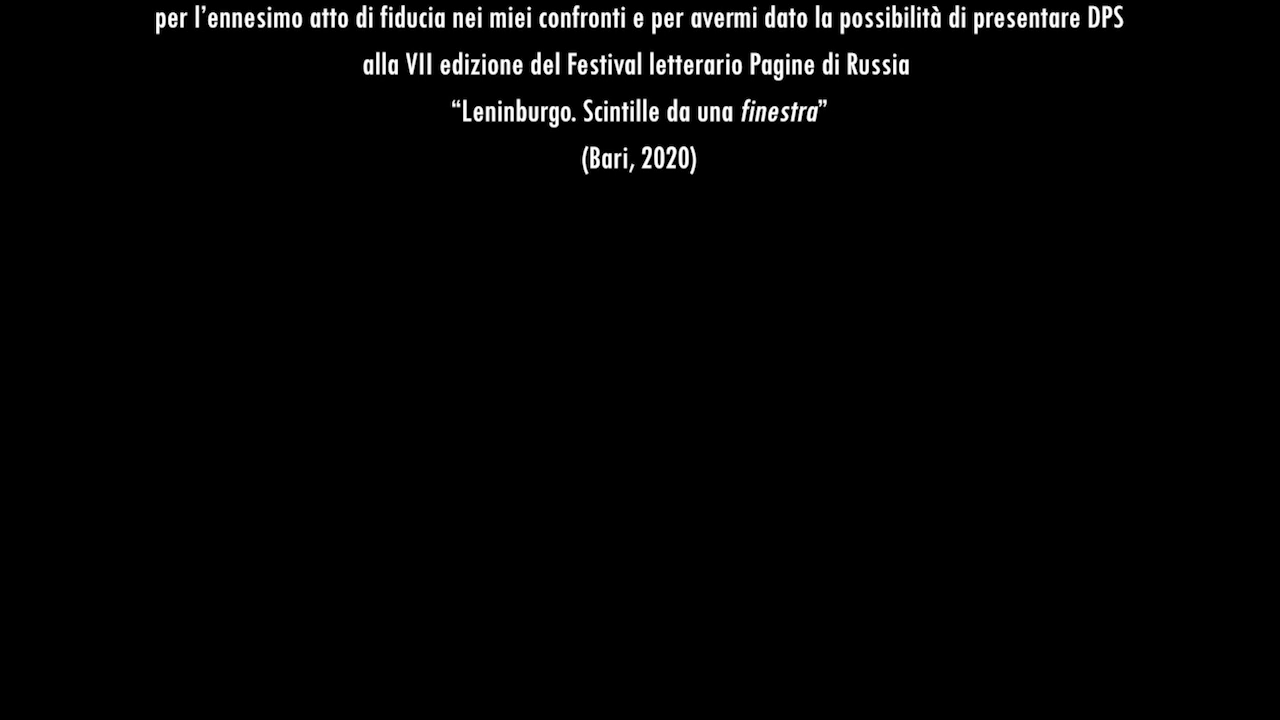 per l’ennesimo atto di fiducia nei miei confronti e per avermi dato la possibilità di presentare DPS
alla VII edizione del Festival letterario Pagine di Russia
“Leninburgo. Scintille da una finestra”
(Bari, 2020)